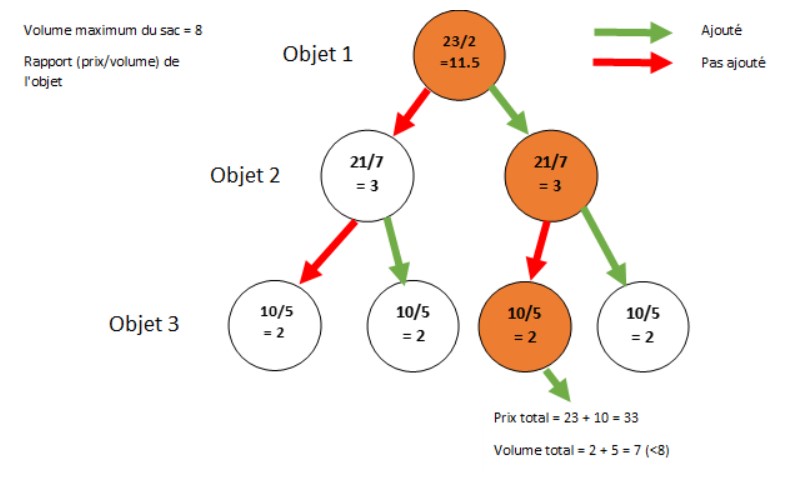 Volume maximum du sac = 8
Rapport (prix/volume) de
l'objet
Objet 1
23/2
=11.5
Ajouté
Pas ajouté
Objet 2
21/7
= 3
21/7
= 3
Objet 3
10/5
= 2
10/5
= 2
10/5
= 2
10/5
= 2
Prix total = 23 + 10 = 33
Volume total = 2 + 5 = 7 (<8)